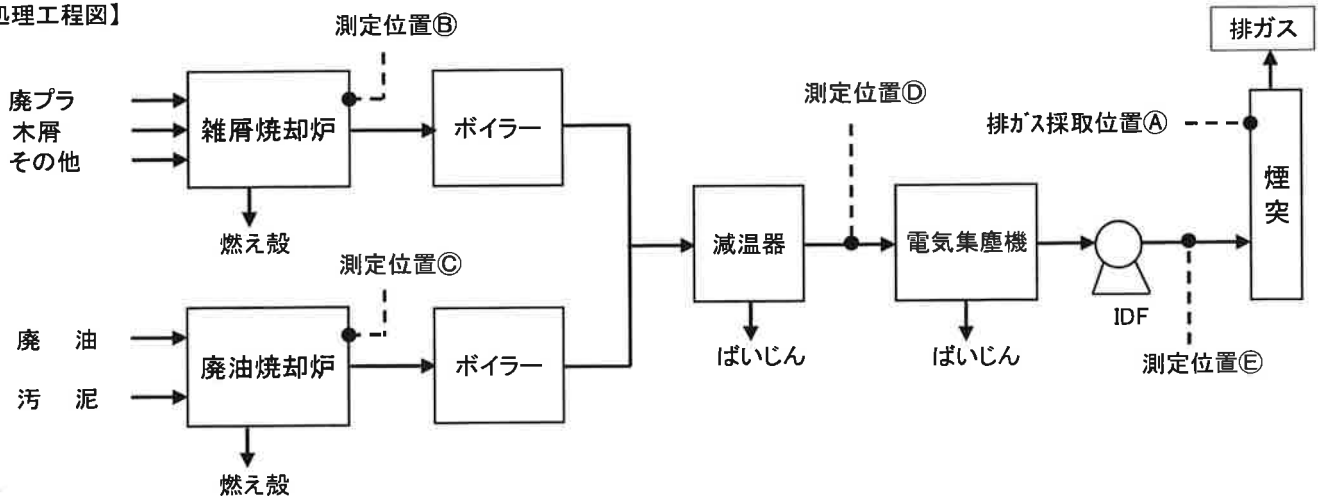 処理工程図】
測定位置Ⓑ
廃プラ
木屑
その他
雑屑焼却炉
ボイラー
燃え殻
測定位置Ⓒ
廃 油
汚 泥
廃油焼却炉
ボイラー
燃え殻
減温器
ばいじん
測定位置Ⓓ
電気集塵機
ばいじん
IDF
測定位置Ⓔ
排ガス採取位置Ⓐ
煙突
排ガス